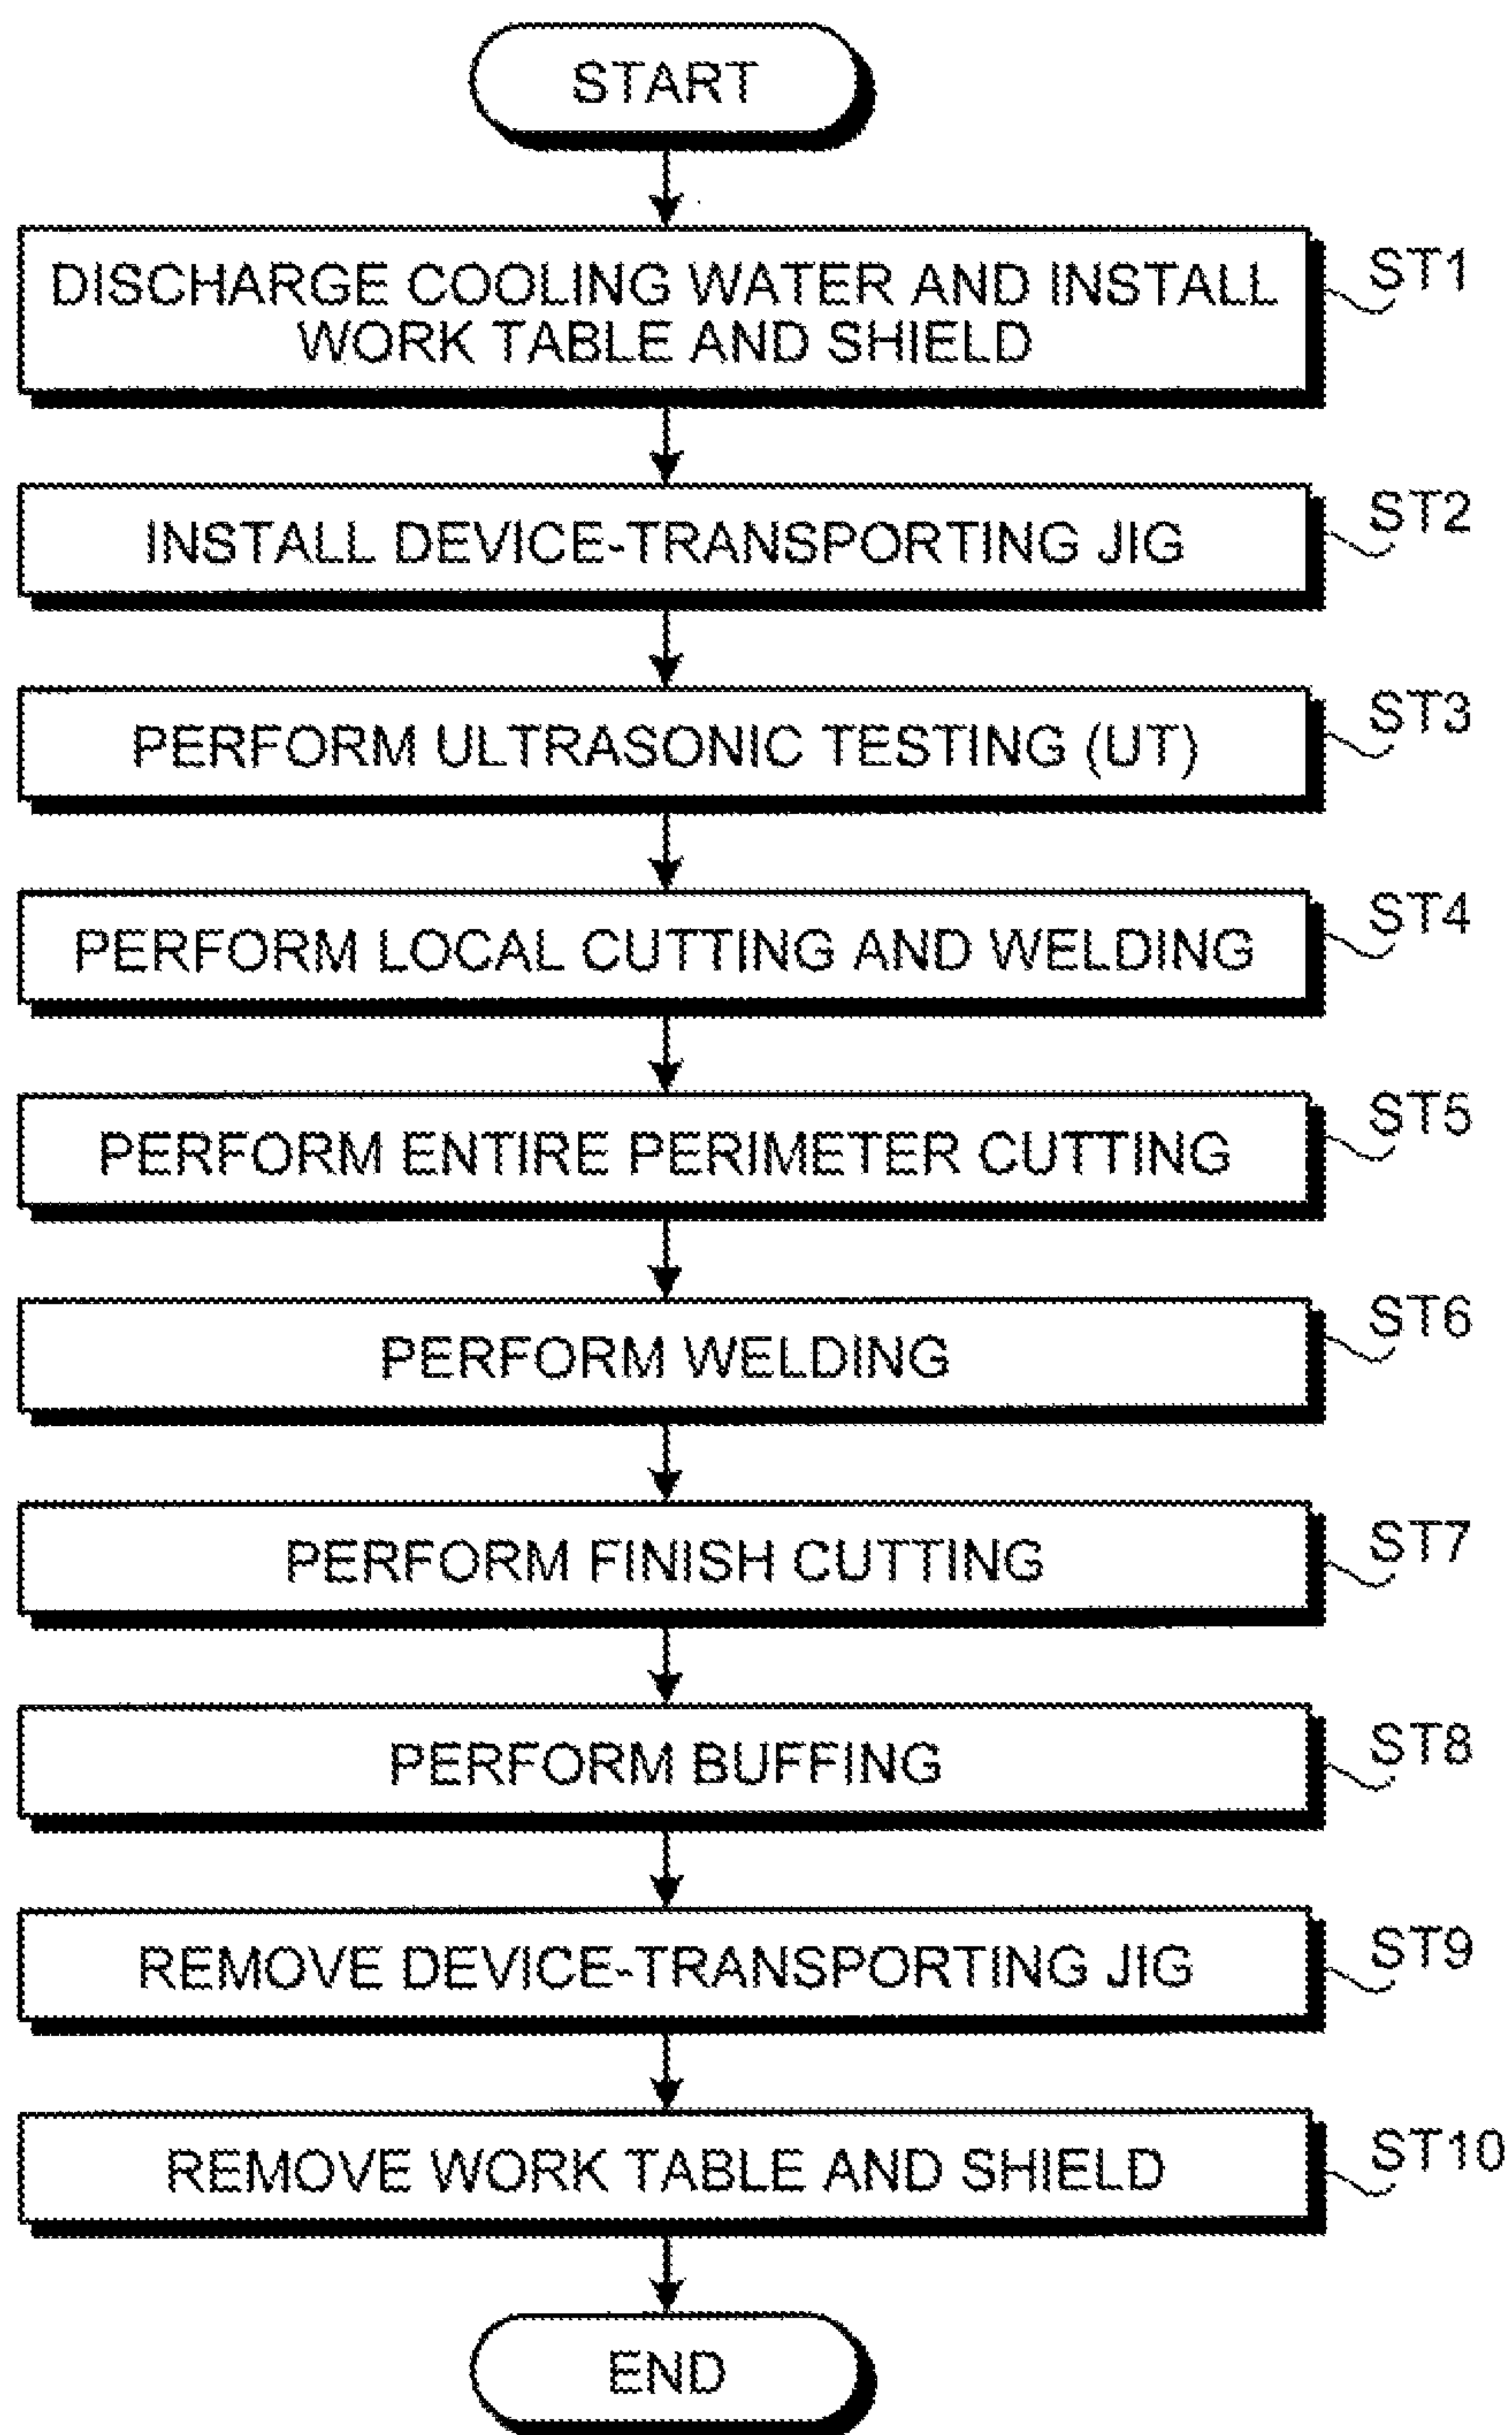 START
DISCHARGE COOLING WATER AND INSTALL
WORK TABLE AND SHIELD
ST1
INSTALL DEVICE-TRANSPORTING JIG
ST2
PERFORM ULTRASONIC TESTING (UT)
ST3
PERFORM LOCAL CUTTING AND WELDING
ST4
PERFORM ENTIRE PERIMETER CUTTING
ST5
PERFORM WELDING
ST6
PERFORM FINISH CUTTING
ST7
PERFORM BUFFING
ST8
REMOVE DEVICE-TRANSPORTING JIG
ST9
REMOVE WORK TABLE AND SHIELD
ST10
END